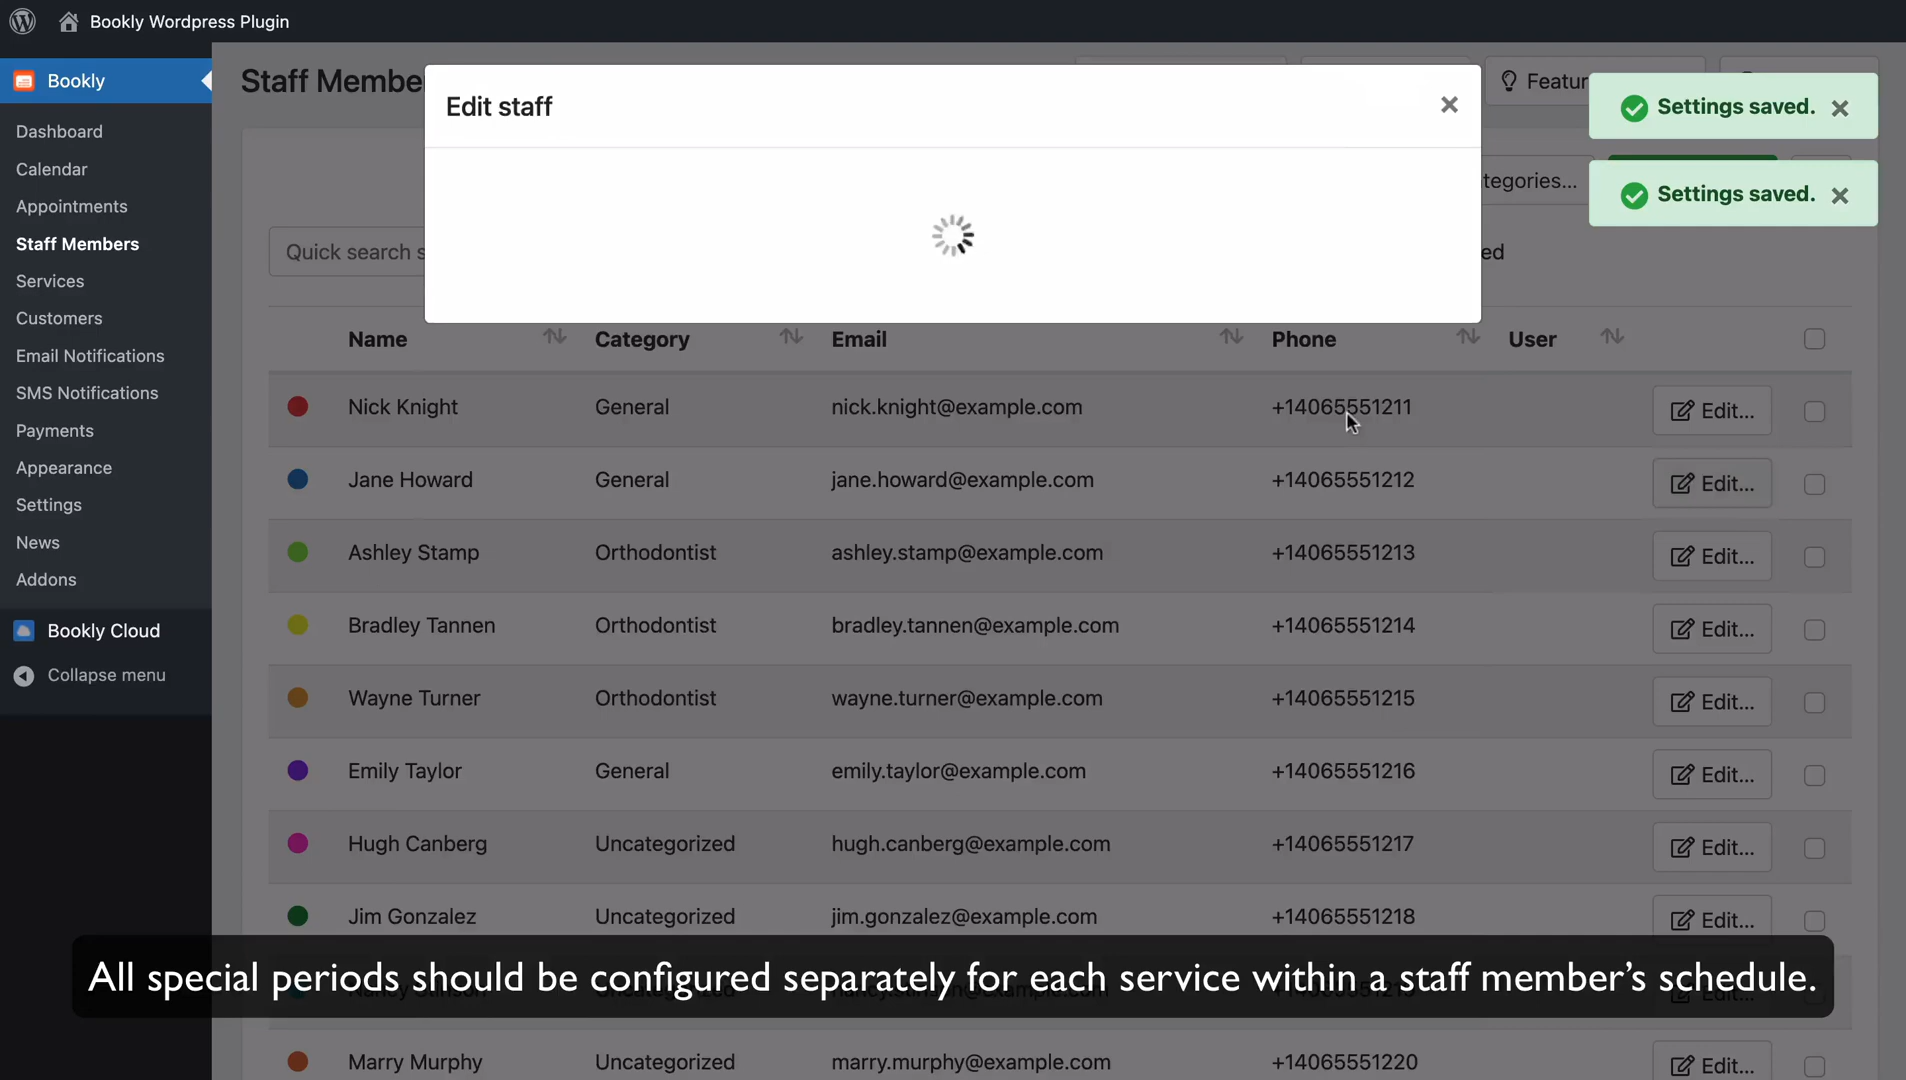 Bookly Wordpress Plugin
Bookly
Dashboard
Calendar
Appointments
Staff Members
Services
Customers
Email Notifications
SMS Notifications
Payments
Appearance
Settings
News
Addons
Bookly Cloud
Collapse menu
Staff Membe
Edit staff
Featur
Settings saved.
Settings saved.
tegories...
Quick search s
ed
Name Category Email Phone User
Nick Knight General nick.knight@example.com +14065551211 Edit...
Jane Howard General jane.howard@example.com +14065551212 Edit...
Ashley Stamp Orthodontist ashley.stamp@example.com +14065551213 Edit...
Bradley Tannen Orthodontist bradley.tannen@example.com +14065551214 Edit...
Wayne Turner Orthodontist wayne.turner@example.com +14065551215 Edit...
Emily Taylor General emily.taylor@example.com +14065551216 Edit...
Hugh Canberg Uncategorized hugh.canberg@example.com +14065551217 Edit...
Jim Gonzalez Uncategorized jim.gonzalez@example.com +14065551218 Edit...
All special periods should be configured separately for each service within a staff member's schedule.
Marry Murphy Uncategorized marry.murphy@example.com +14065551220 Edit...